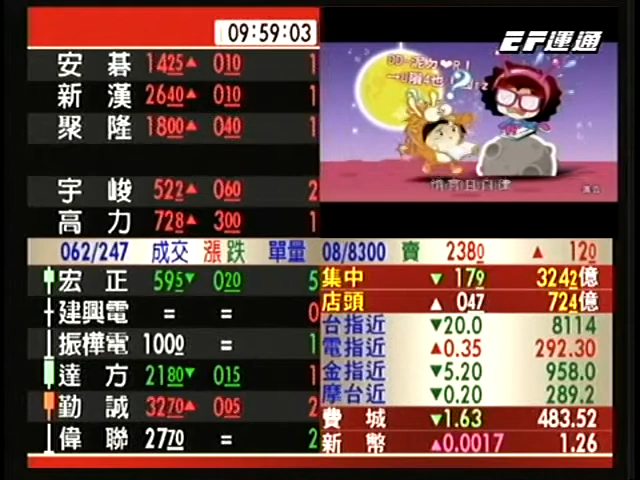 09:59:03
EF運通
安碁 1425▲ 010 1
新漢 2640▲ 010 1
聚隆 1800▲ 040 1
宇峻 522▲ 060 2
高力 728▲ 300 1
062/247 成交 漲跌 單量
08/8300 賣 2380 ▲ 120
宏正 595▼ 020 5
建興電 = = 0
振樺電 1000 = 1
達方 2180▼ 015 1
勤誠 3270▲ 005 2
偉聯 2770 = 2
集中 ▼ 179 3242億
店頭 ▲ 047 724億
台指近 ▼20.0 8114
電指近 ▲0.35 292.30
金指近 ▼5.20 958.0
摩台近 ▼0.20 289.2
費城 ▼1.63 483.52
新幣 ▲0.0017 1.26